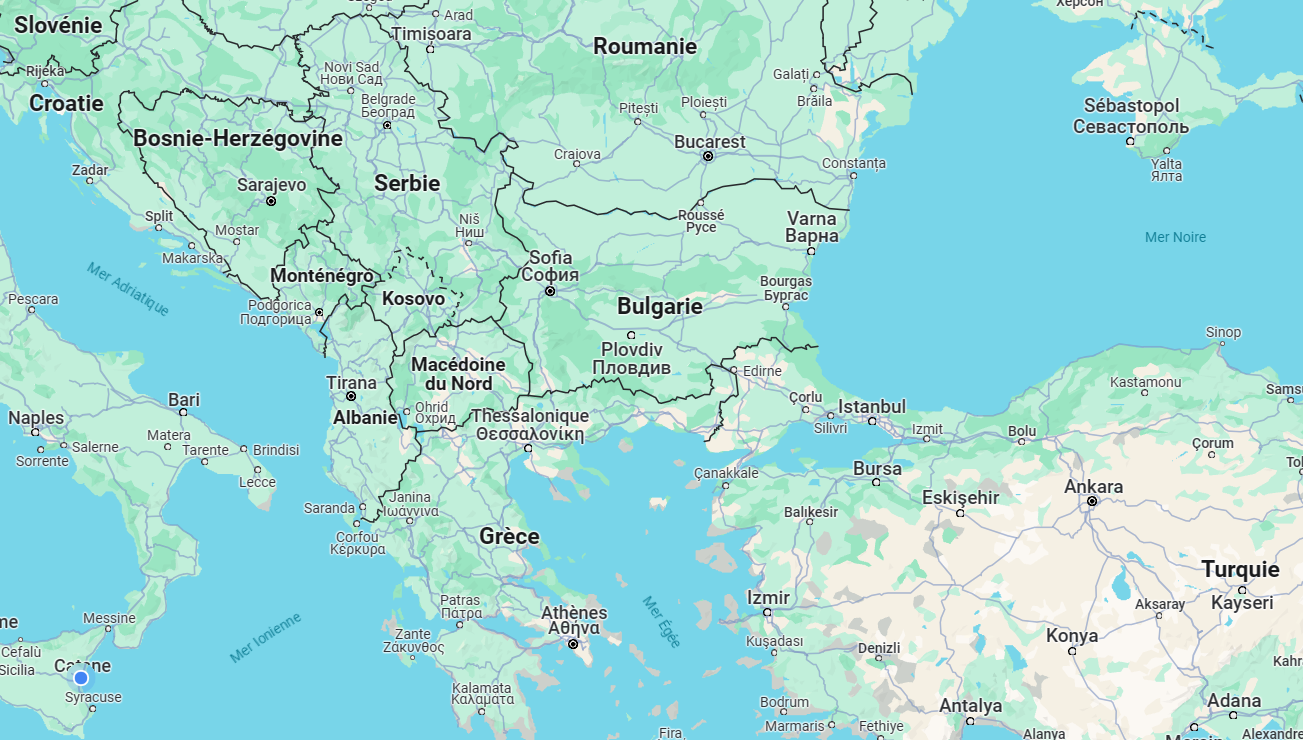 Slovénie
Arad
Timișoara
Roumanie
Херсон
Rijeka
Novi Sad
Нови Сад
Galați
Croatie
Belgrade
Београд
Pitești
Ploiești
Brăila
Sébastopol
Севастополь
Bosnie-Herzégovine
Bucarest
Craiova
Constanța
Yalta
Ялта
Zadar
Sarajevo
Serbie
Split
Mostar
Niš
Ниш
Roussé
Русе
Varna
Варна
Makarska
Mer Noire
Sofia
София
Mer Adriatique
Monténégro
Kosovo
Bulgarie
Bourgas
Бургас
Pescara
Podgorica
Подгорица
Sinop
Plovdiv
Пловдив
Macédoine
du Nord
Edirne
Tirana
Kastamonu
Bari
Çorlu
Istanbul
Naples
Albanie
Ohrid
Охрид
Thessalonique
Θεσσαλονίκη
Silivri
Izmit
Bolu
Matera
Salerne
Tarente
Brindisi
Çorum
Sorrente
Lecce
Çanakkale
Bursa
Ankara
Eskişehir
Saranda
Janina
Ιωάννινα
Balıkesir
Corfou
Κέρκυρα
Grèce
Turquie
Patras
Πάτρα
Athènes
Αθήνα
Izmir
Aksaray
Kayseri
Messine
Mer Ionienne
Mer Égée
Zante
Ζάκυνθος
Kuşadası
Denizli
Konya
Cefalù
Sicilia
Catane
Syracuse
Kalamata
Καλαμάτα
Bodrum
Marmaris
Fethiye
Antalya
Adana
Fira,
Alanya